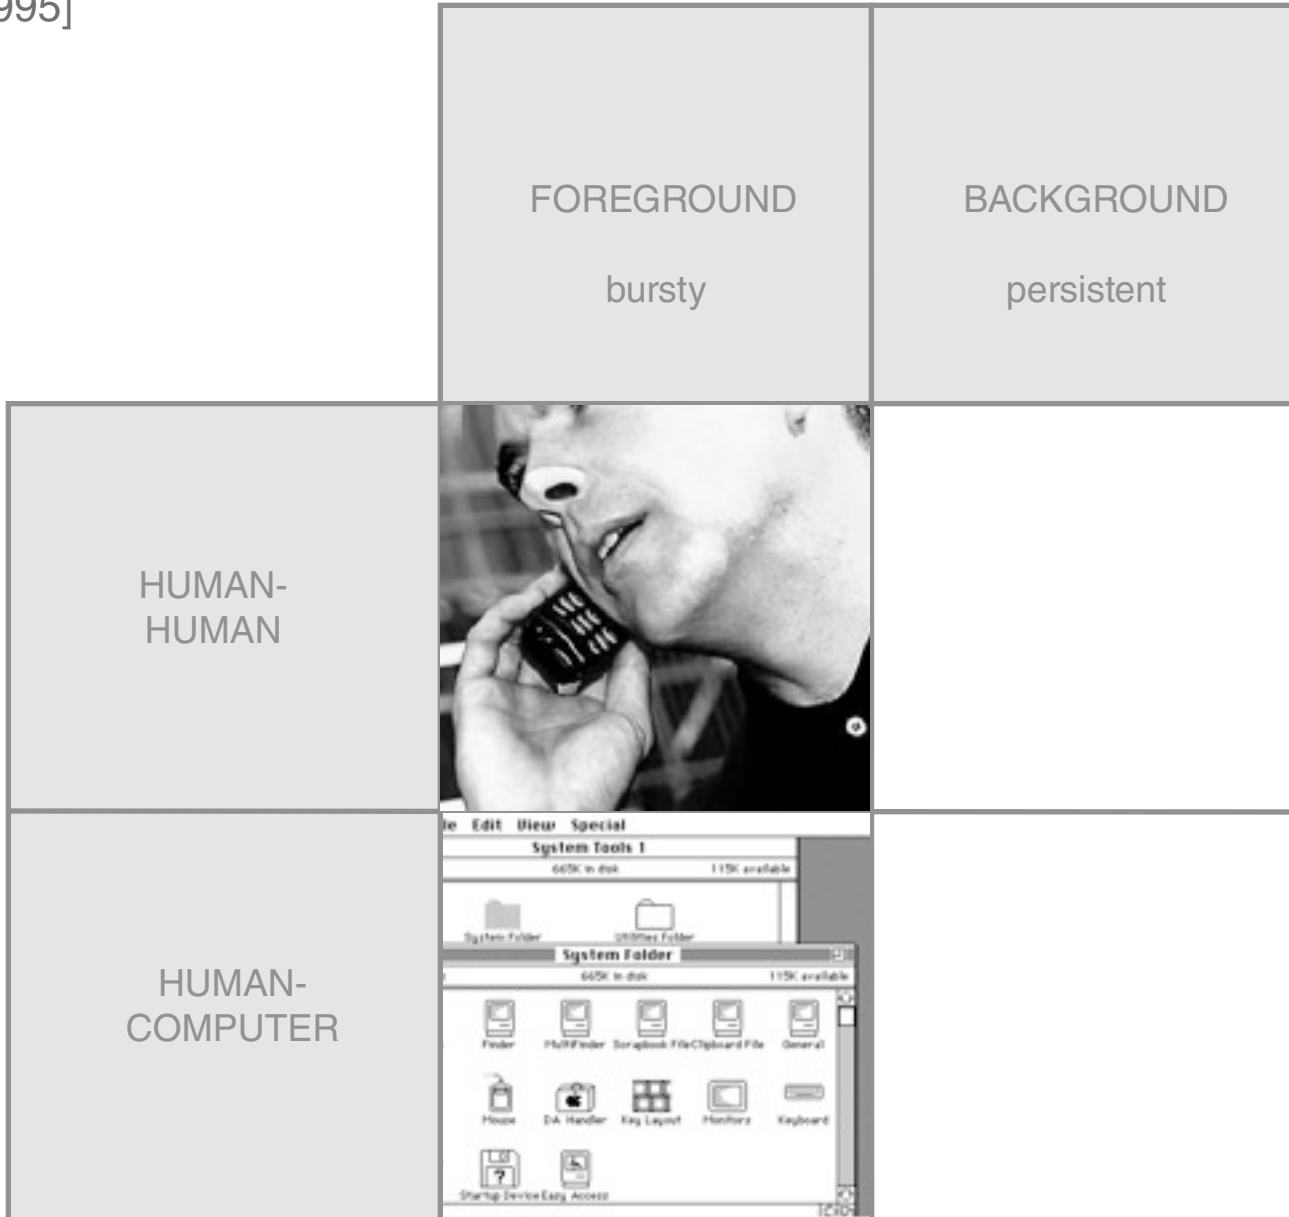 995]
FOREGROUND
BACKGROUND
bursty
persistent
HUMAN-
HUMAN
le Edit View Special
System Tools 1
665K in disk 115K available
System Folder Utilities Folder
System Folder
665K in disk 115K available
Finder MultiFinder Scrapbook File Clipboard File General
HUMAN-
COMPUTER
Mouse DA Handler Key Layout Monitors Keyboard
?
Startup Device Easy Access